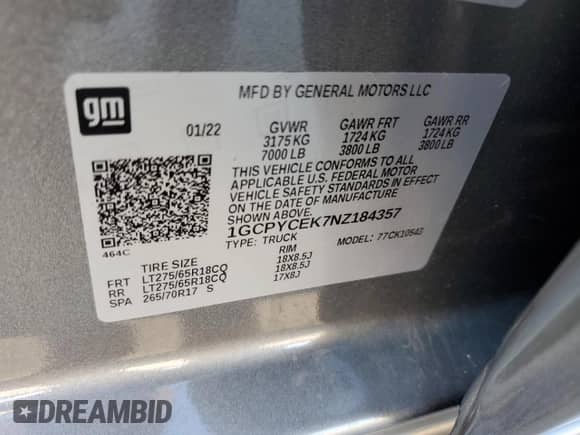 gm
MFD BY GENERAL MOTORS LLC
01/22 GVWR GAWR FRT GAWR RR
3175 KG 1724 KG 1724 KG
7000 LB 3800 LB 3800 LB
THIS VEHICLE CONFORMS TO ALL
APPLICABLE U.S. FEDERAL MOTOR
VEHICLE SAFETY STANDARDS IN EFFECT
ON THE DATE OF MANUFACTURE
SHOWN ABOVE.
1GCPYCEK7NZ184357
TYPE: TRUCK MODEL: 77CK10543
464C
TIRE SIZE RIM
FRT LT275/65R18CQ 18X8.5J
RR LT275/65R18CQ 18X8.5J
SPA 265/70R17 S 17X8J
DREAMBID